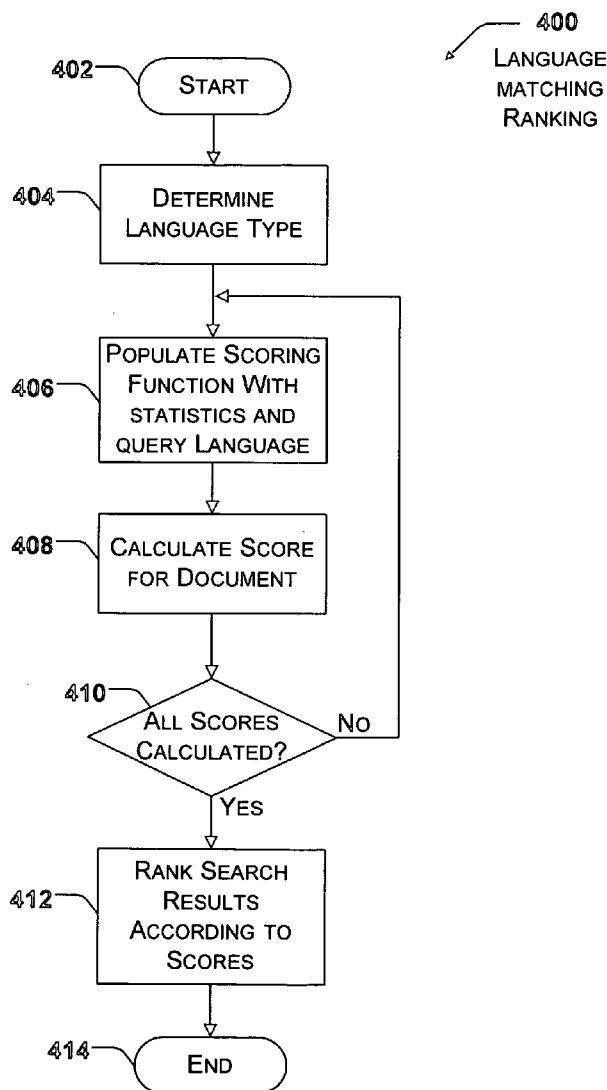 400
LANGUAGE
MATCHING
RANKING
402
START
404
DETERMINE
LANGUAGE TYPE
406
POPULATE SCORING
FUNCTION WITH
STATISTICS AND
QUERY LANGUAGE
408
CALCULATE SCORE
FOR DOCUMENT
410
ALL SCORES
CALCULATED?
NO
YES
412
RANK SEARCH
RESULTS
ACCORDING TO
SCORES
414
END